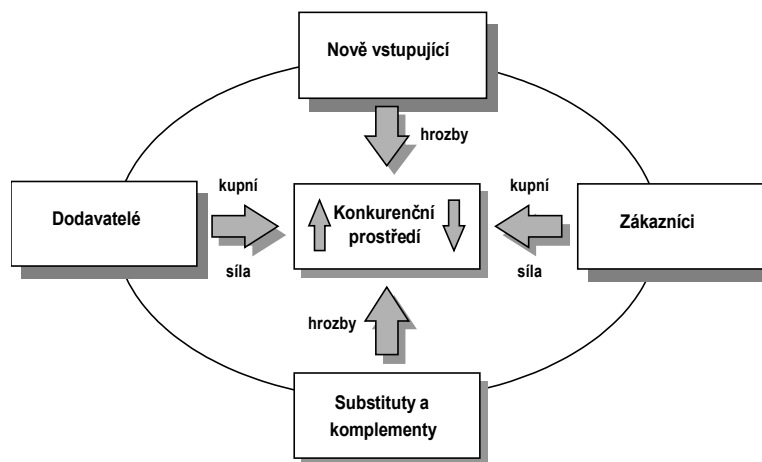 Nově vstupující
hrozby
kupní
kupní
Dodavatelé
Konkurenční
prostředí
Zákazníci
síla
síla
hrozby
Substituty a
komplementy